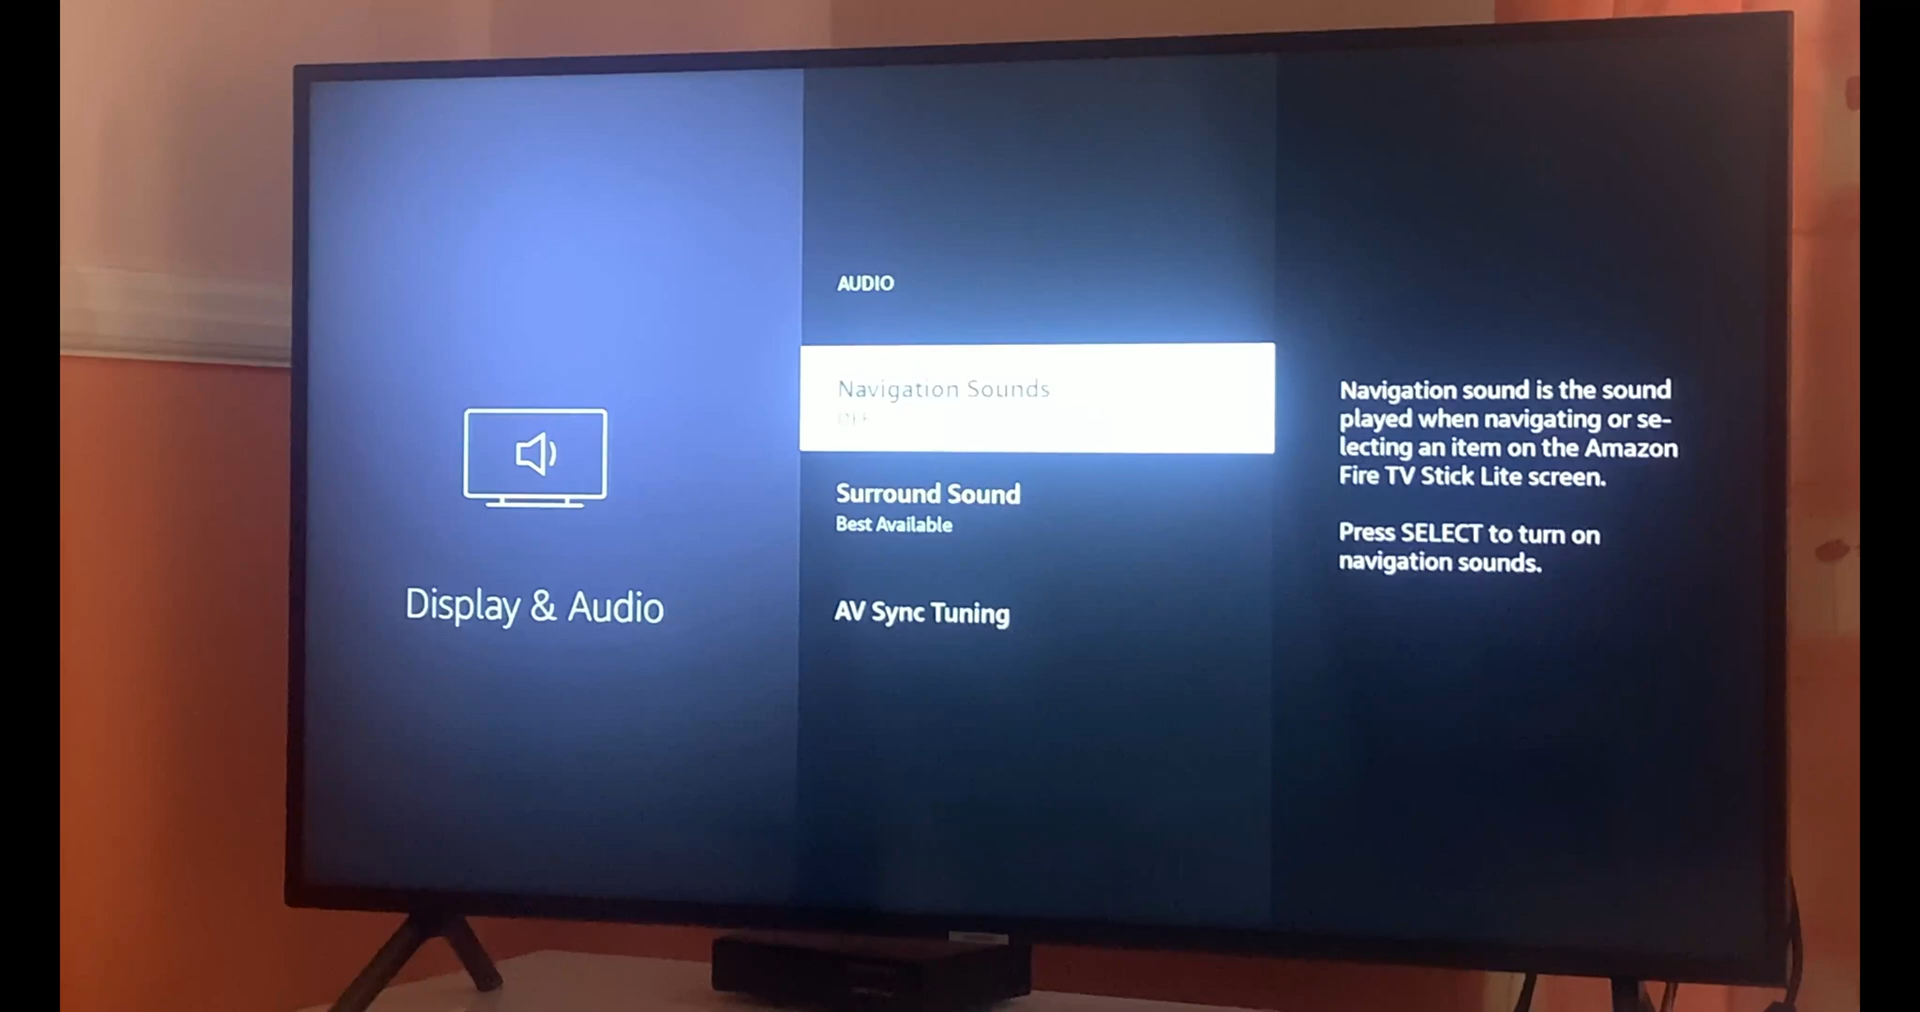 Display & Audio
AUDIO
Navigation Sounds
OFF
Surround Sound
Best Available
AV Sync Tuning
Navigation sound is the sound
played when navigating or se-
lecting an item on the Amazon
Fire TV Stick Lite screen.
Press SELECT to turn on
navigation sounds.